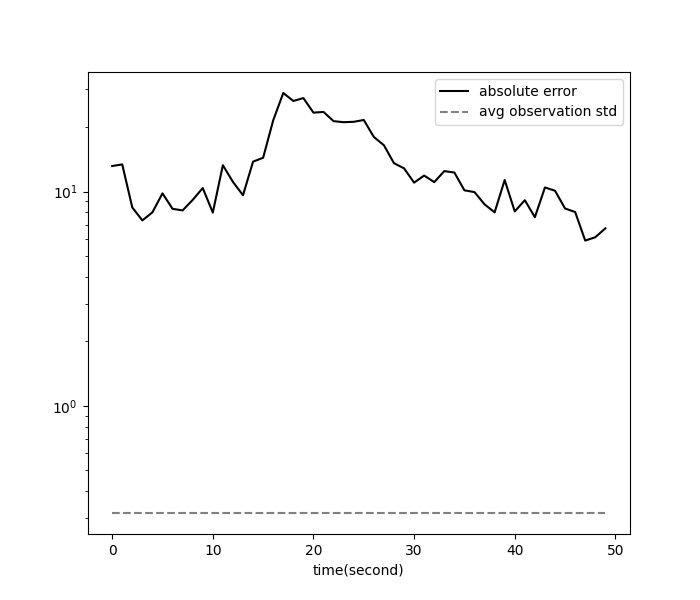 absolute error
avg observation std
10¹
10⁰
0 10 20 30 40 50
time(second)